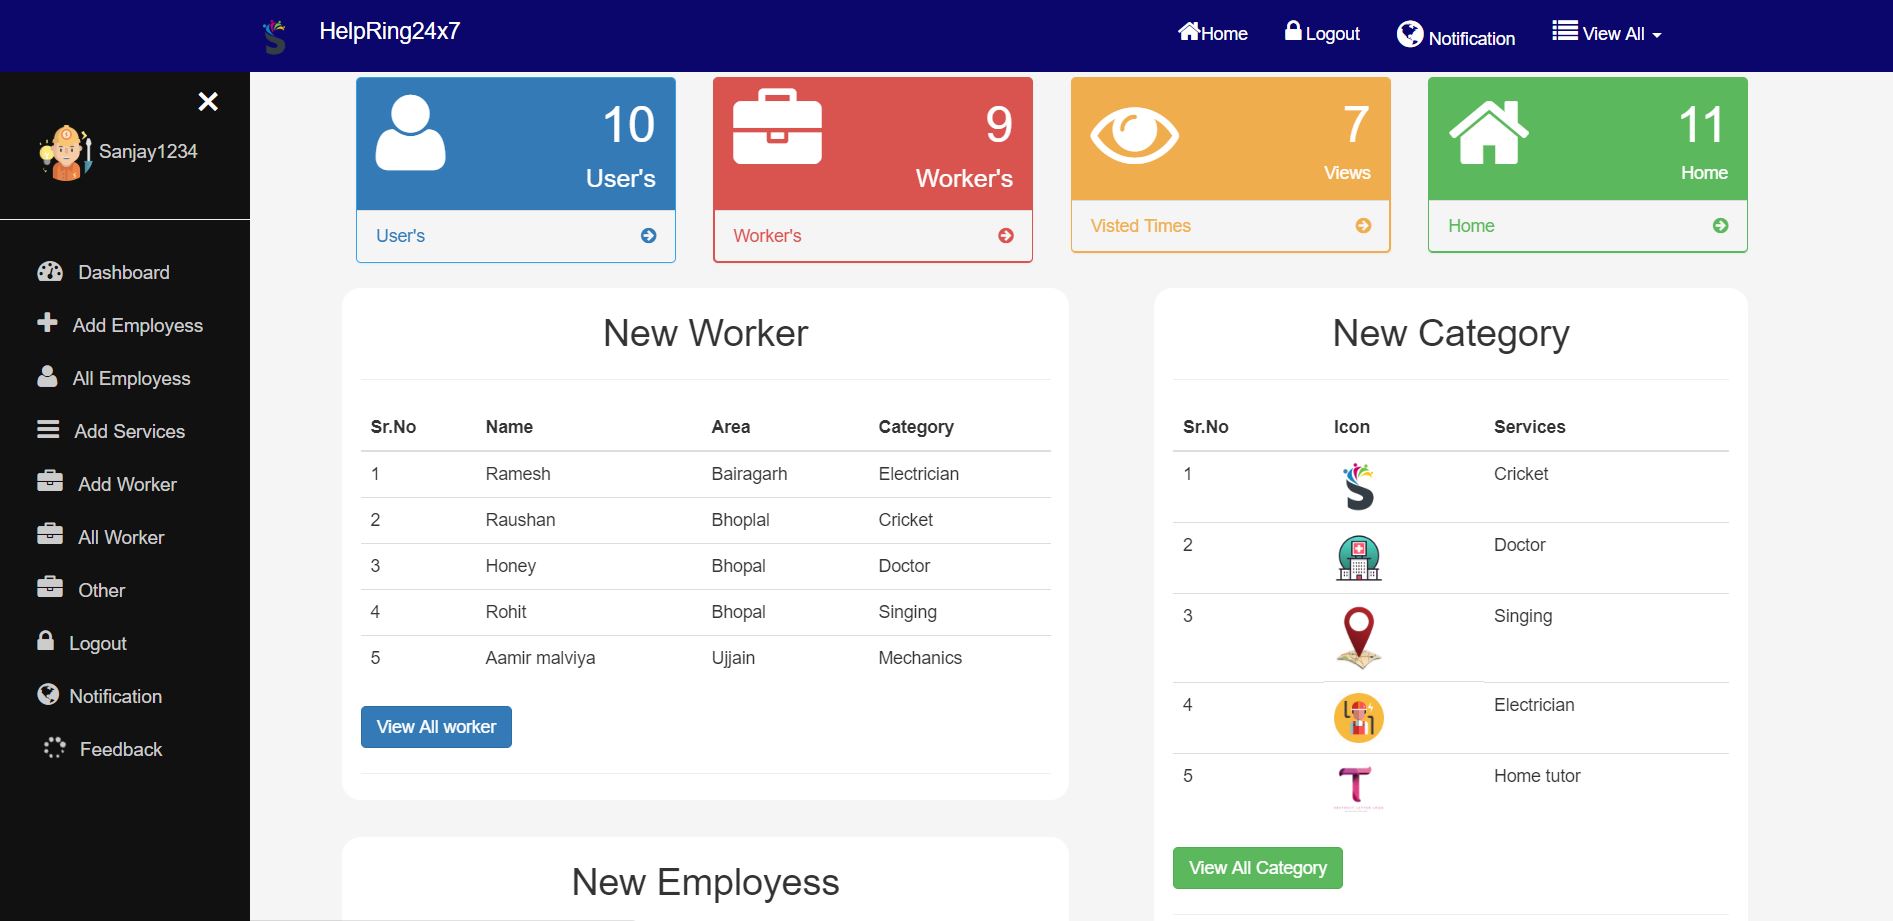 HelpRing24x7
Home Logout Notification View All
Sanjay1234
Dashboard
Add Employess
All Employess
Add Services
Add Worker
All Worker
Other
Logout
Notification
Feedback
10
User's
User's
9
Worker's
Worker's
7
Views
Visted Times
11
Home
Home
New Worker
Sr.No Name Area Category
1 Ramesh Bairagarh Electrician
2 Raushan Bhoplal Cricket
3 Honey Bhopal Doctor
4 Rohit Bhopal Singing
5 Aamir malviya Ujjain Mechanics
View All worker
New Category
Sr.No Icon Services
1 Cricket
2 Doctor
3 Singing
4 Electrician
5 T Home tutor
View All Category
New Employess